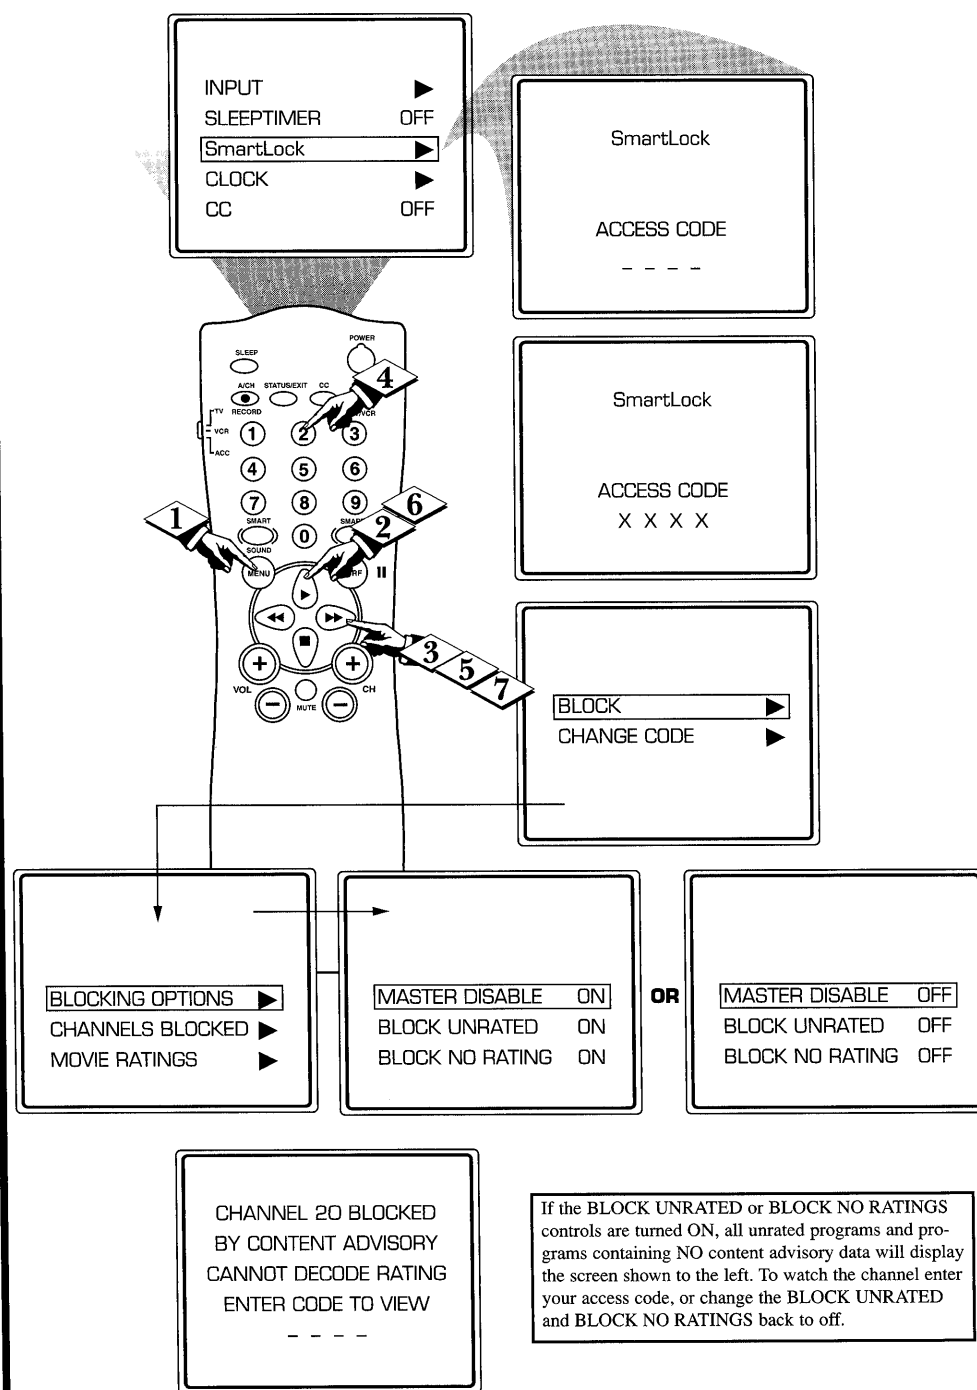 INPUT ▶
SLEEPTIMER OFF
SmartLock ▶
CLOCK ▶
CC OFF
SmartLock
ACCESS CODE
– – – –
SmartLock
ACCESS CODE
X X X X
SLEEP
POWER
A/CH
STATUS/EXIT
CC
RECORD
TV
VCR
ACC
1 2 3
4 5 6
7 8 9
SMART
0
SOUND
MENU
VOL
CH
MUTE
1
2
3
4
5
6
7
BLOCK ▶
CHANGE CODE ▶
BLOCKING OPTIONS ▶
CHANNELS BLOCKED ▶
MOVIE RATINGS ▶
MASTER DISABLE ON
BLOCK UNRATED ON
BLOCK NO RATING ON
OR
MASTER DISABLE OFF
BLOCK UNRATED OFF
BLOCK NO RATING OFF
CHANNEL 20 BLOCKED
BY CONTENT ADVISORY
CANNOT DECODE RATING
ENTER CODE TO VIEW
– – – –
If the BLOCK UNRATED or BLOCK NO RATINGS
controls are turned ON, all unrated programs and pro-
grams containing NO content advisory data will display
the screen shown to the left. To watch the channel enter
your access code, or change the BLOCK UNRATED
and BLOCK NO RATINGS back to off.